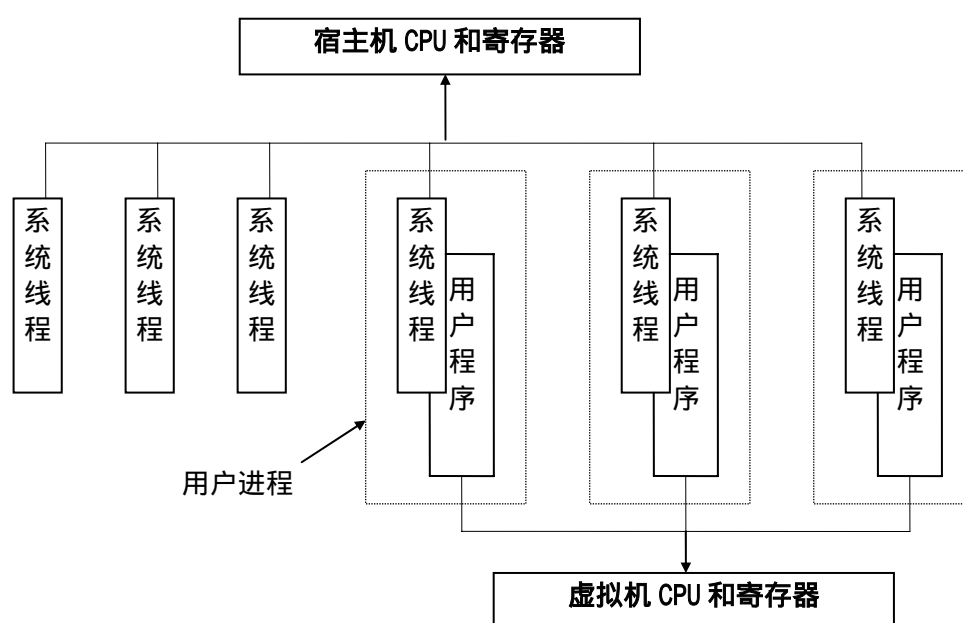 宿主机 CPU 和寄存器
系统线程
系统线程
系统线程
系统线程
用户程序
系统线程
用户程序
系统线程
用户程序
用户进程
虚拟机 CPU 和寄存器